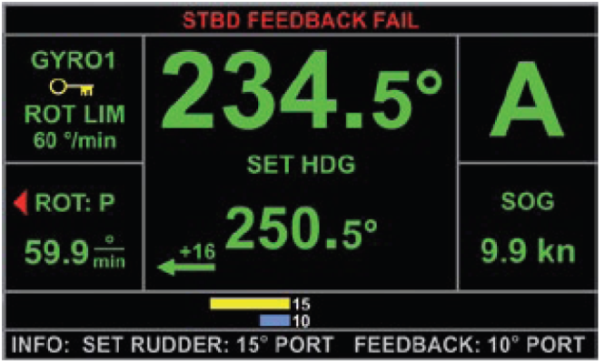 STBD FEEDBACK FAIL
GYRO1
ROT LIM
60 °/min
234.5°
A
SET HDG
250.5°
+16
ROT: P
59.9 °/min
SOG
9.9 kn
15
10
INFO: SET RUDDER: 15° PORT FEEDBACK: 10° PORT